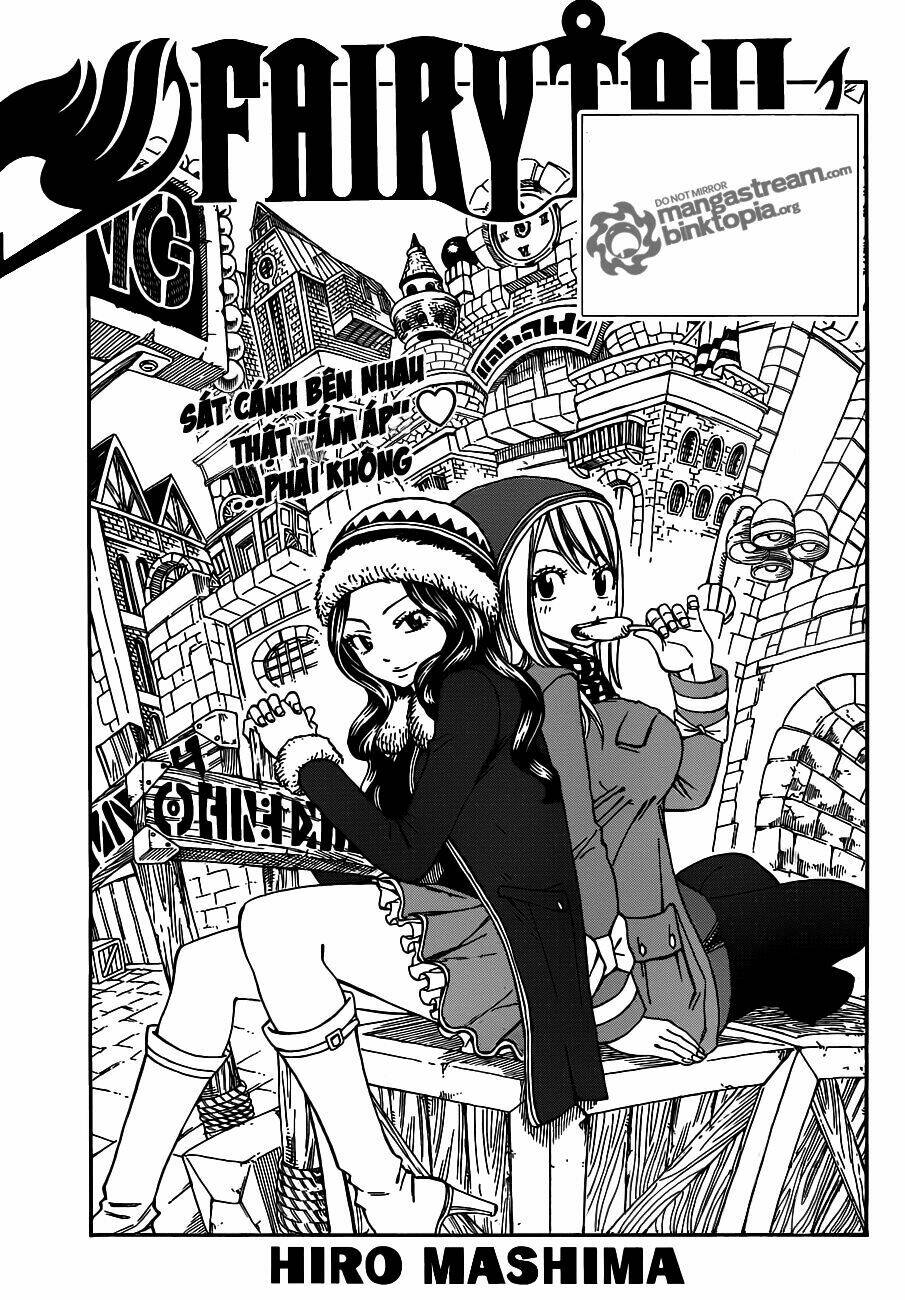 FAIRY TAIL
DO NOT MIRROR
mangastream.com
binktopia.org
NG
SÁT CÁNH BÊN NHAU
THẬT "ẤM ÁP" ♡
...PHẢI KHÔNG
HIRO MASHIMA